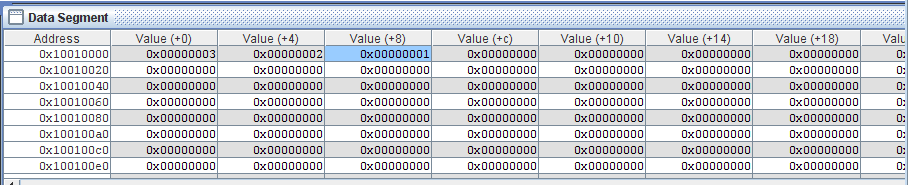 Data Segment
Address Value (+0) Value (+4) Value (+8) Value (+c) Value (+10) Value (+14) Value (+18)
0x10010000 0x00000003 0x00000002 0x00000001 0x00000000 0x00000000 0x00000000 0x00000000
0x10010020 0x00000000 0x00000000 0x00000000 0x00000000 0x00000000 0x00000000 0x00000000
0x10010040 0x00000000 0x00000000 0x00000000 0x00000000 0x00000000 0x00000000 0x00000000
0x10010060 0x00000000 0x00000000 0x00000000 0x00000000 0x00000000 0x00000000 0x00000000
0x10010080 0x00000000 0x00000000 0x00000000 0x00000000 0x00000000 0x00000000 0x00000000
0x100100a0 0x00000000 0x00000000 0x00000000 0x00000000 0x00000000 0x00000000 0x00000000
0x100100c0 0x00000000 0x00000000 0x00000000 0x00000000 0x00000000 0x00000000 0x00000000
0x100100e0 0x00000000 0x00000000 0x00000000 0x00000000 0x00000000 0x00000000 0x00000000